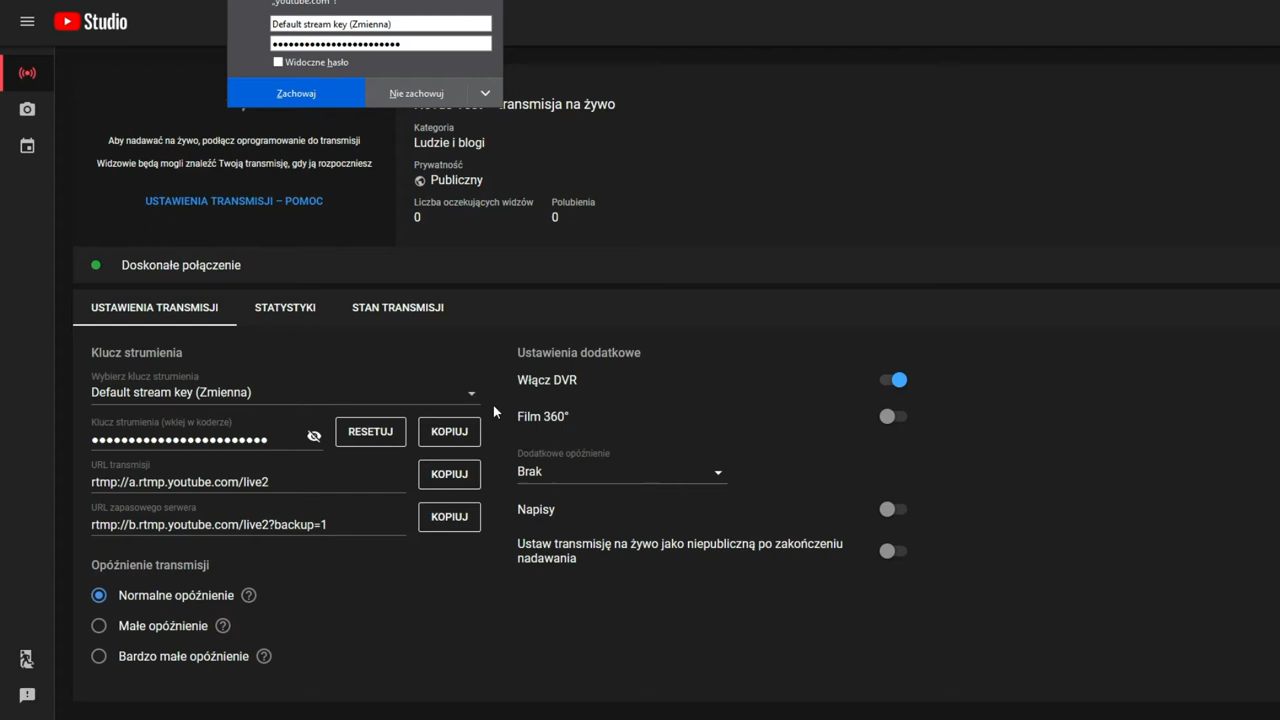 Studio
„youtube.com"?
Default stream key (Zmienna)
••••••••••••••••••••••••
Widoczne hasło
Zachowaj
Nie zachowuj
transmisja na żywo
Aby nadawać na żywo, podłącz oprogramowanie do transmisji
Widzowie będą mogli znaleźć Twoją transmisję, gdy ją rozpoczniesz
USTAWIENIA TRANSMISJI – POMOC
Kategoria
Ludzie i blogi
Prywatność
Publiczny
Liczba oczekujących widzów
Polubienia
0
0
Doskonałe połączenie
USTAWIENIA TRANSMISJI
STATYSTYKI
STAN TRANSMISJI
Klucz strumienia
Wybierz klucz strumienia
Default stream key (Zmienna)
Klucz strumienia (wklej w koderze)
••••••••••••••••••••••••
RESETUJ
KOPIUJ
URL transmisji
rtmp://a.rtmp.youtube.com/live2
KOPIUJ
URL zapasowego serwera
rtmp://b.rtmp.youtube.com/live2?backup=1
KOPIUJ
Opóźnienie transmisji
Normalne opóźnienie
Małe opóźnienie
Bardzo małe opóźnienie
Ustawienia dodatkowe
Włącz DVR
Film 360°
Dodatkowe opóźnienie
Brak
Napisy
Ustaw transmisję na żywo jako niepubliczną po zakończeniu
nadawania